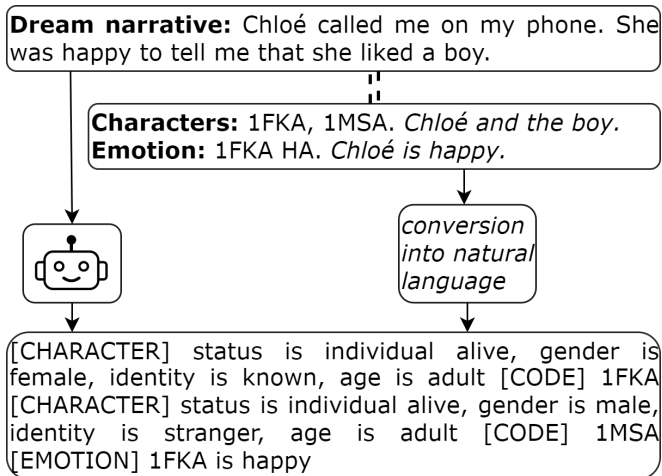 Dream narrative: Chloé called me on my phone. She
was happy to tell me that she liked a boy.
Characters: 1FKA, 1MSA. Chloé and the boy.
Emotion: 1FKA HA. Chloé is happy.
conversion
into natural
language
[CHARACTER] status is individual alive, gender is
female, identity is known, age is adult [CODE] 1FKA
[CHARACTER] status is individual alive, gender is male,
identity is stranger, age is adult [CODE] 1MSA
[EMOTION] 1FKA is happy